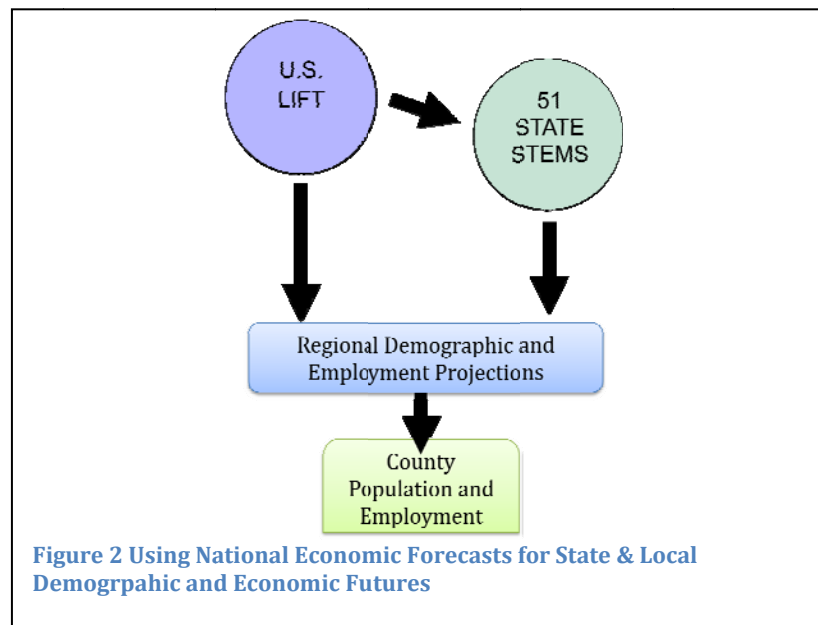 U.S.
LIFT
51
STATE
STEMS
Regional Demographic and
Employment Projections
County
Population and
Employment
Figure 2 Using National Economic Forecasts for State & Local
Demogrpahic and Economic Futures